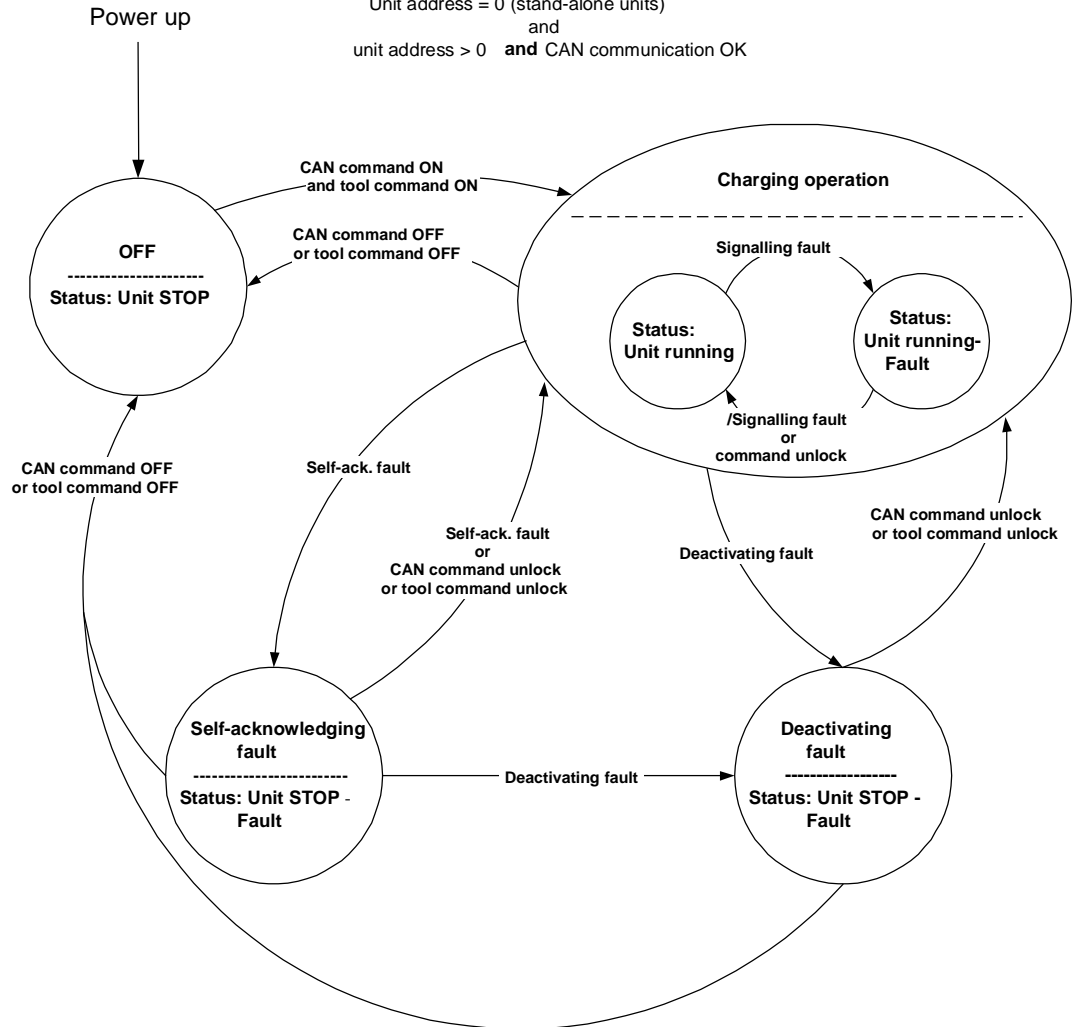 Unit address = 0 (stand-alone units)
and
unit address > 0 and CAN communication OK
Power up
CAN command ON
and tool command ON
Charging operation
CAN command OFF
or tool command OFF
OFF
----------------------
Status: Unit STOP
Signalling fault
Status:
Unit running
Status:
Unit running-
Fault
/Signalling fault
or
command unlock
CAN command OFF
or tool command OFF
Self-ack. fault
Self-ack. fault
or
CAN command unlock
or tool command unlock
Deactivating fault
CAN command unlock
or tool command unlock
Self-acknowledging
fault
-------------------------
Status: Unit STOP -
Fault
Deactivating fault
Deactivating
fault
------------------
Status: Unit STOP -
Fault